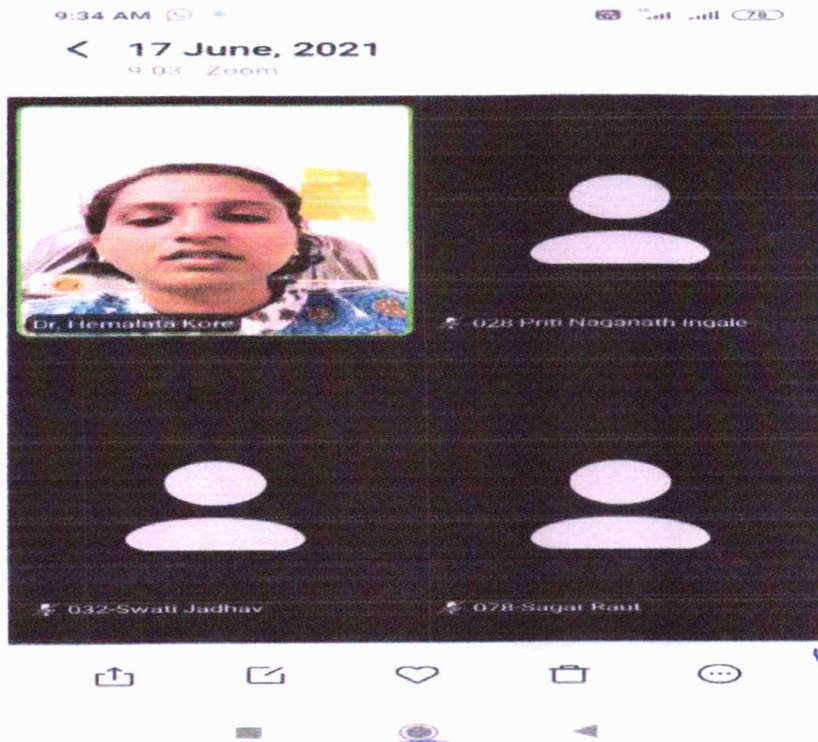 9:34 AM
78
17 June, 2021
9:03 Zoom
Dr. Hemalata Kore
028 Priti Naganath Ingale
032-Swati Jadhav
078-Sagar Raut